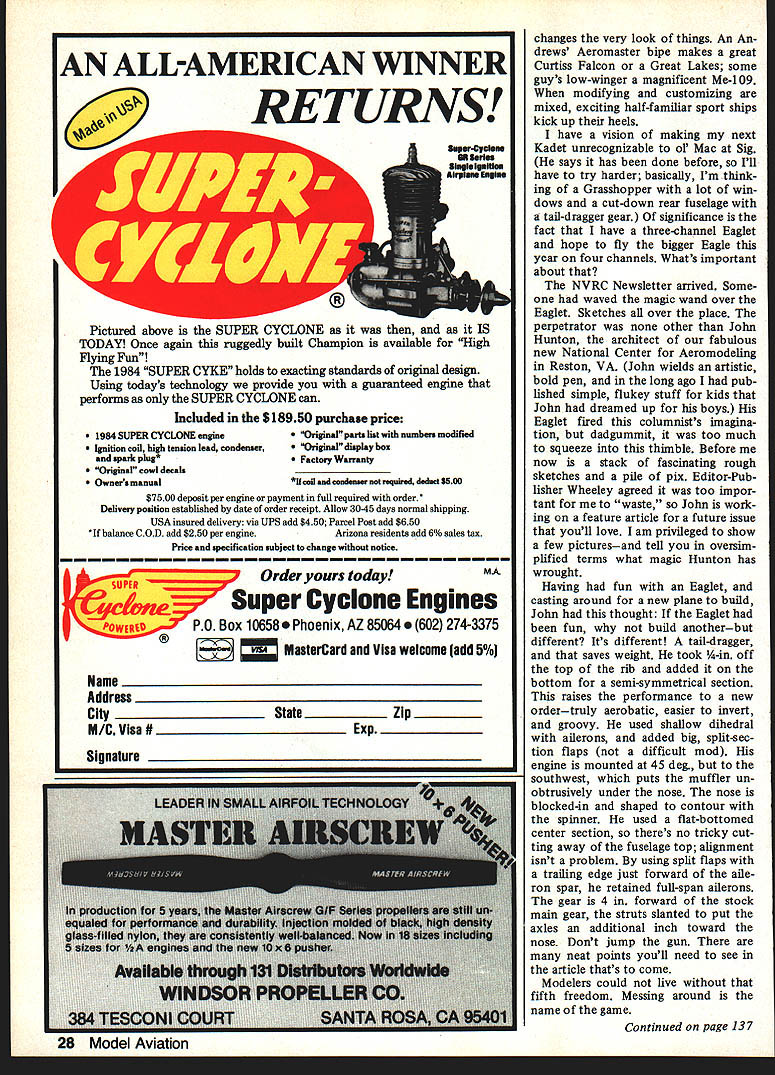 AN ALL-AMERICAN WINNER
RETURNS!
Made in USA
SUPER-
CYCLONE
®
Super-Cyclone
GR Series
Single Ignition
Airplane Engine
Pictured above is the SUPER CYCLONE as it was then, and as it IS
TODAY! Once again this ruggedly built Champion is available for "High
Flying Fun"!
The 1984 "SUPER CYKE" holds to exacting standards of original design.
Using today's technology we provide you with a guaranteed engine that
performs as only the SUPER CYCLONE can.
Included in the $189.50 purchase price:
• 1984 SUPER CYCLONE engine
• Ignition coil, high tension lead, condenser,
and spark plug*
• "Original" cowl decals
• Owner's manual
• "Original" parts list with numbers modified
• "Original" display box
• Factory Warranty
*If coil and condenser not required, deduct $5.00
$75.00 deposit per engine or payment in full required with order.*
Delivery position established by date of order receipt. Allow 30-45 days normal shipping.
USA insured delivery: via UPS add $4.50; Parcel Post add $6.50
*If balance C.O.D. add $2.50 per engine. Arizona residents add 6% sales tax.
Price and specification subject to change without notice.
SUPER
Cyclone
POWERED
®
Order yours today!
M.A.
Super Cyclone Engines
P.O. Box 10658 ● Phoenix, AZ 85064 ● (602) 274-3375
MasterCard
VISA
MasterCard and Visa welcome (add 5%)
Name
Address
City State Zip
M/C, Visa # Exp.
Signature
LEADER IN SMALL AIRFOIL TECHNOLOGY
NEW
10 x 6 PUSHER!
MASTER AIRSCREW
MASTER AIRSCREW
MASTER AIRSCREW
In production for 5 years, the Master Airscrew G/F Series propellers are still un-
equaled for performance and durability. Injection molded of black, high density
glass-filled nylon, they are consistently well-balanced. Now in 18 sizes including
5 sizes for ½A engines and the new 10 x 6 pusher.
Available through 131 Distributors Worldwide
WINDSOR PROPELLER CO.
384 TESCONI COURT SANTA ROSA, CA 95401
28 Model Aviation
changes the very look of things. An An-
drews' Aeromaster bipe makes a great
Curtiss Falcon or a Great Lakes; some
guy's low-winger a magnificent Me-109.
When modifying and customizing are
mixed, exciting half-familiar sport ships
kick up their heels.
I have a vision of making my next
Kadet unrecognizable to ol' Mac at Sig.
(He says it has been done before, so I'll
have to try harder; basically, I'm think-
ing of a Grasshopper with a lot of win-
dows and a cut-down rear fuselage with
a tail-dragger gear.) Of significance is the
fact that I have a three-channel Eaglet
and hope to fly the bigger Eagle this
year on four channels. What's important
about that?
The NVRC Newsletter arrived. Some-
one had waved the magic wand over the
Eaglet. Sketches all over the place. The
perpetrator was none other than John
Hunton, the architect of our fabulous
new National Center for Aeromodeling
in Reston, VA. (John wields an artistic,
bold pen, and in the long ago I had pub-
lished simple, flukey stuff for kids that
John had dreamed up for his boys.) His
Eaglet fired this columnist's imagina-
tion, but dadgummit, it was too much
to squeeze into this thimble. Before me
now is a stack of fascinating rough
sketches and a pile of pix. Editor-Pub-
lisher Wheeley agreed it was too impor-
tant for me to "waste," so John is work-
ing on a feature article for a future issue
that you'll love. I am privileged to show
a few pictures—and tell you in oversim-
plified terms what magic Hunton has
wrought.
Having had fun with an Eaglet, and
casting around for a new plane to build,
John had this thought: If the Eaglet had
been fun, why not build another—but
different? It's different! A tail-dragger,
and that saves weight. He took ¼-in. off
the top of the rib and added it on the
bottom for a semi-symmetrical section.
This raises the performance to a new
order—truly aerobatic, easier to invert,
and groovy. He used shallow dihedral
with ailerons, and added big, split-sec-
tion flaps (not a difficult mod). His
engine is mounted at 45 deg., but to the
southwest, which puts the muffler un-
obtrusively under the nose. The nose is
blocked-in and shaped to contour with
the spinner. He used a flat-bottomed
center section, so there's no tricky cut-
ting away of the fuselage top; alignment
isn't a problem. By using split flaps with
a trailing edge just forward of the aile-
ron spar, he retained full-span ailerons.
The gear is 4 in. forward of the stock
main gear, the struts slanted to put the
axles an additional inch toward the
nose. Don't jump the gun. There are
many neat points you'll need to see in
the article that's to come.
Modelers could not live without that
fifth freedom. Messing around is the
name of the game.
Continued on page 137